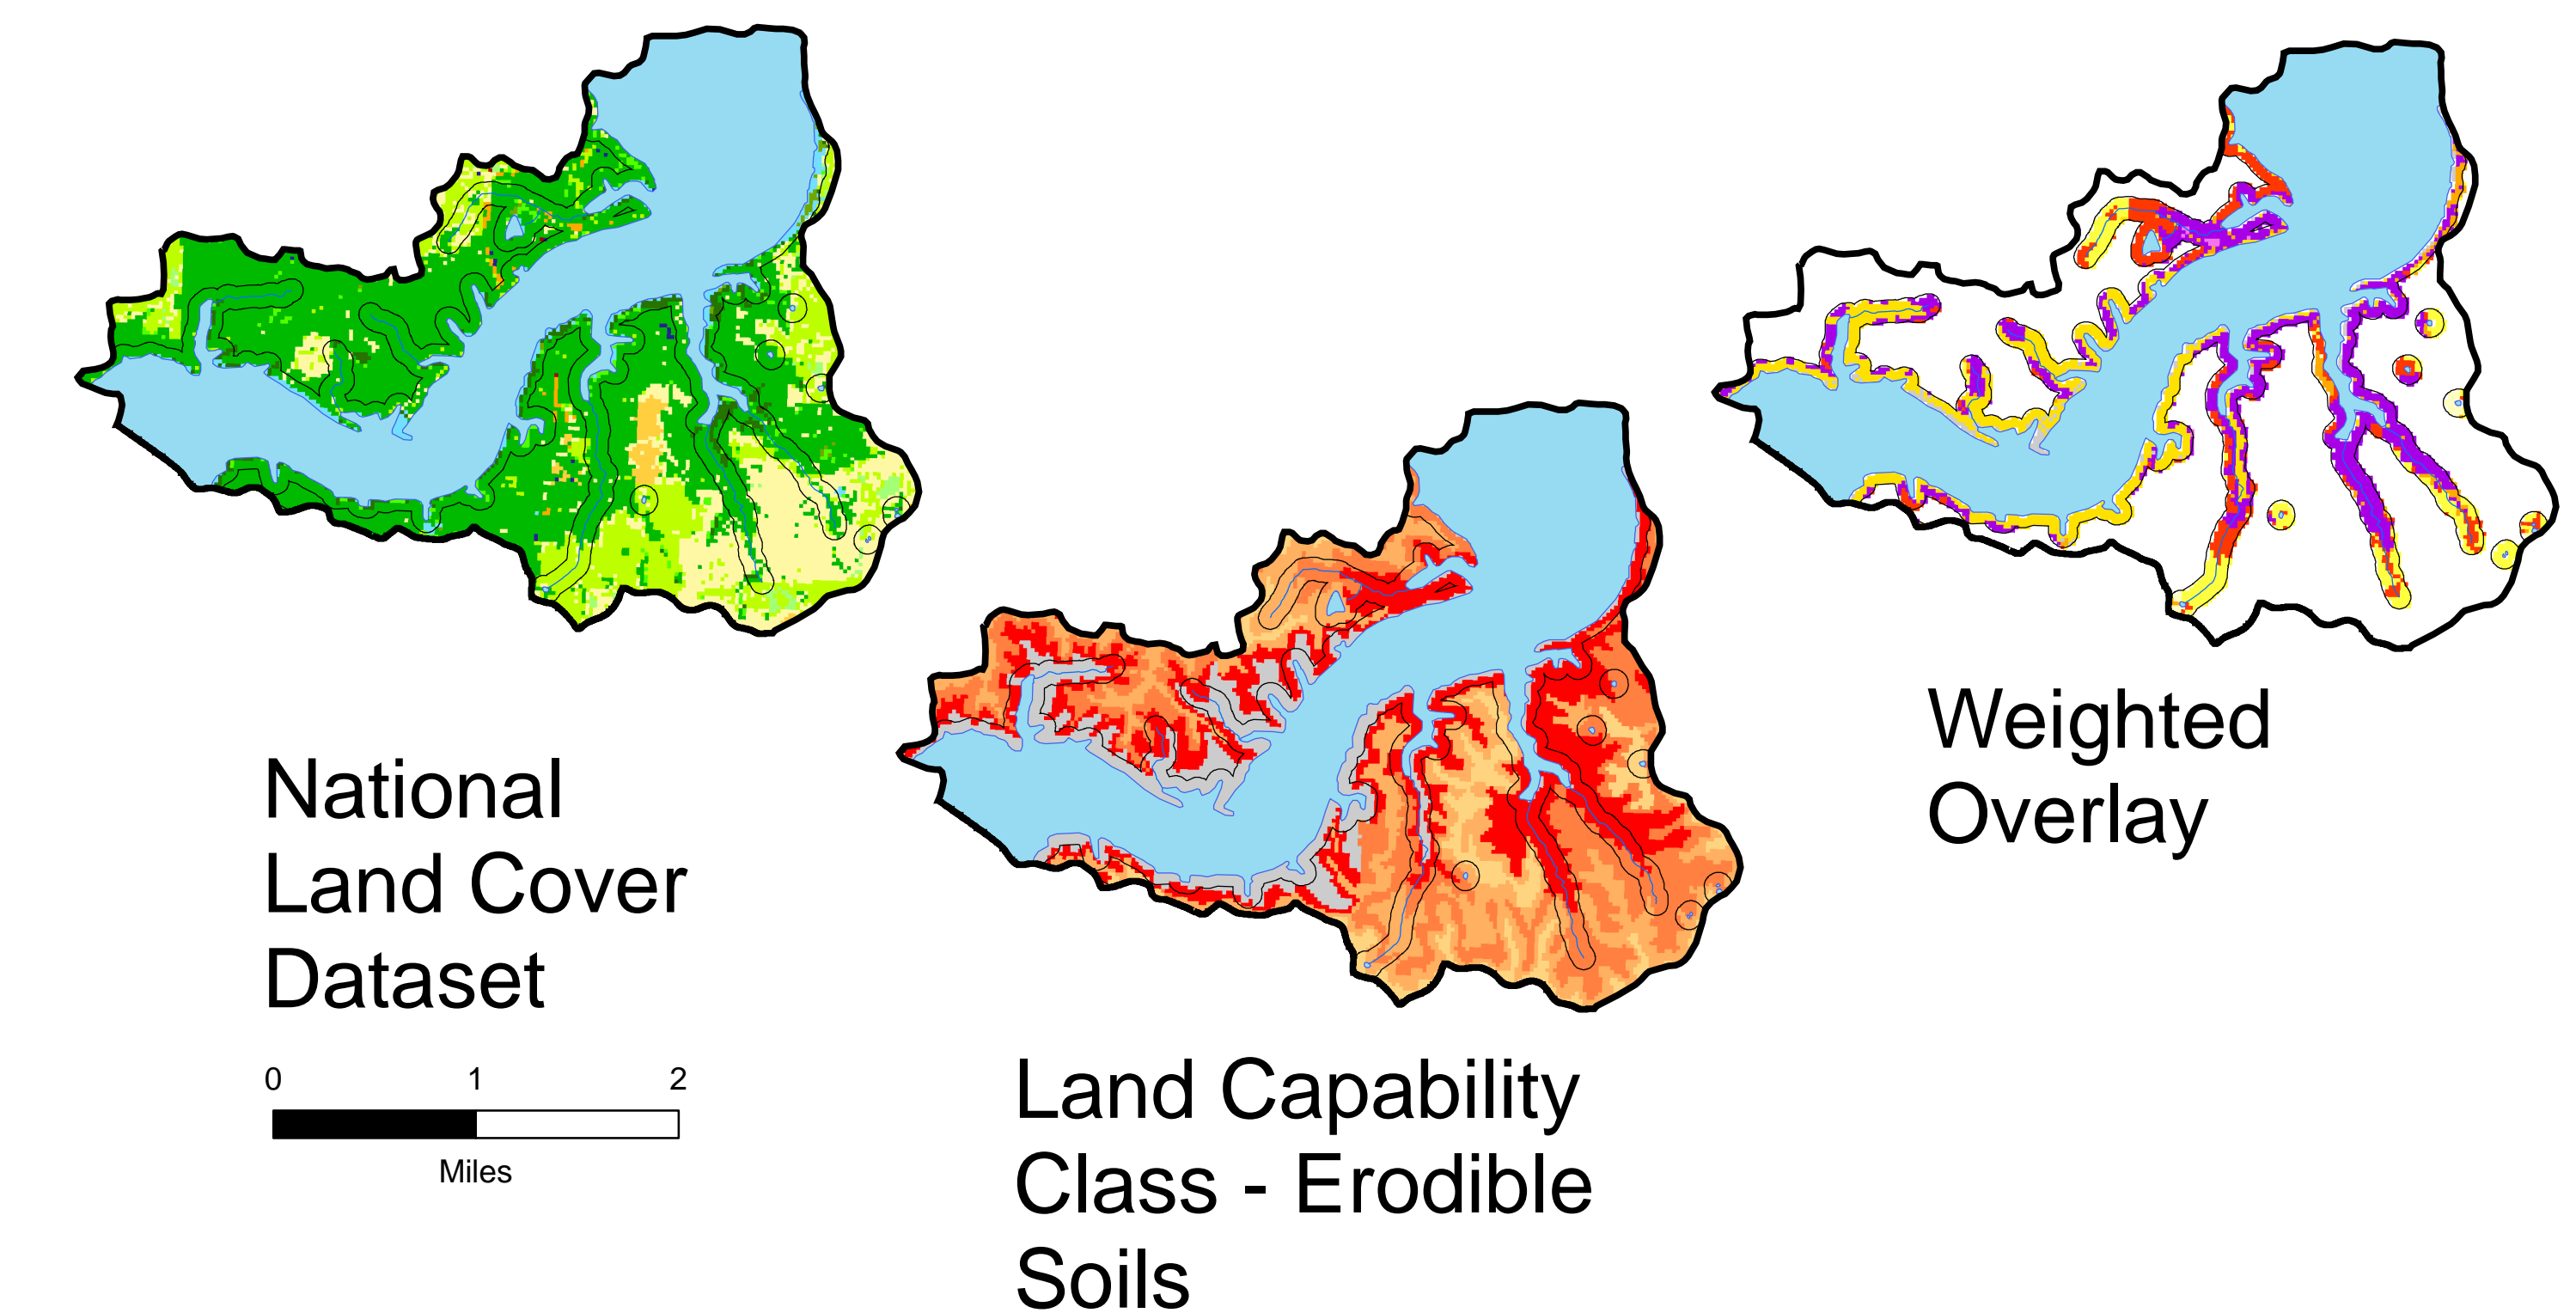 National
Land Cover
Dataset
0 1 2
Miles
Land Capability
Class - Erodible
Soils
Weighted
Overlay